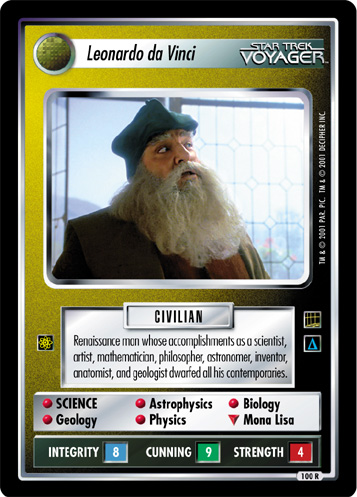 Leonardo da Vinci
STAR TREK
VOYAGER™
TM & © 2001 PAR. PIC. TM & © 2001 DECIPHER INC.
CIVILIAN
Renaissance man whose accomplishments as a scientist,
artist, mathematician, philosopher, astronomer, inventor,
anatomist, and geologist dwarfed all his contemporaries.
SCIENCE
Astrophysics
Biology
Geology
Physics
Mona Lisa
INTEGRITY 8 CUNNING 9 STRENGTH 4
100 R